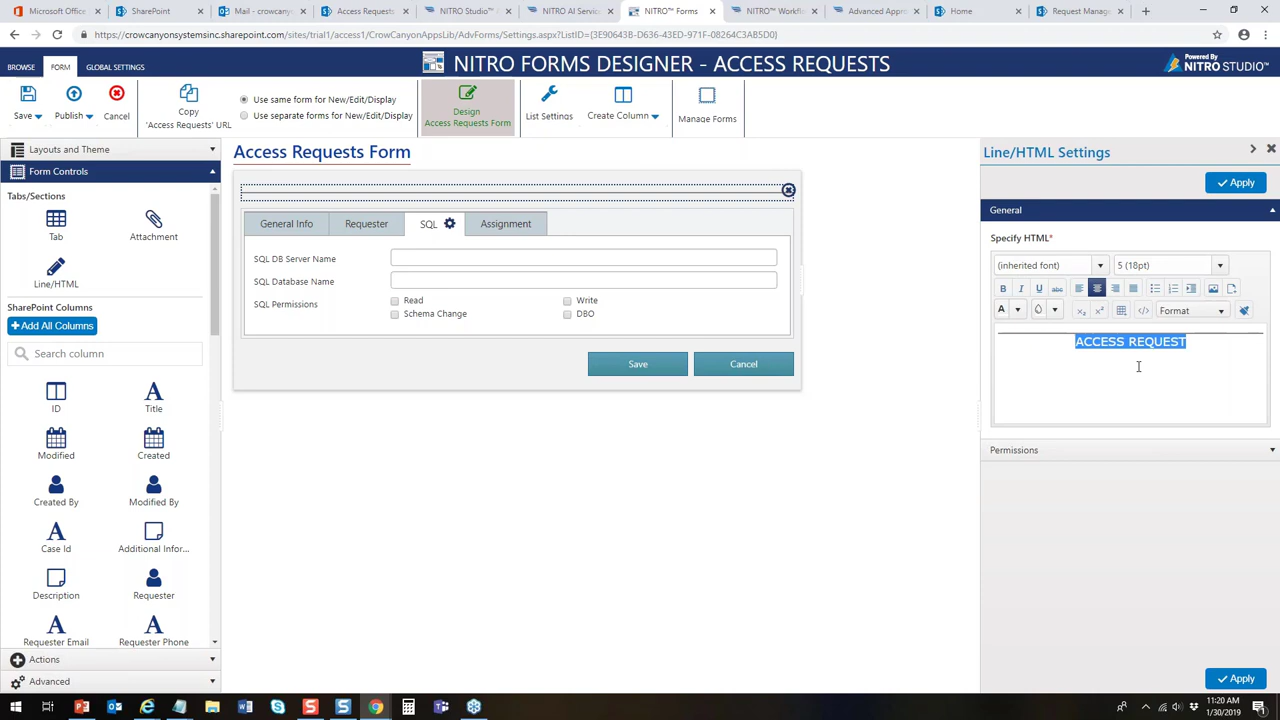 Microsoft Office
SharePoint
Mail - crowcany
Access Requests
NITRO Studio™
NITRO AI Service
NITRO™ Forms
NITRO™ Workfl
Advanced Appro
Home
Request Manag
https://crowcanyonsystemsinc.sharepoint.com/sites/trial1/access1/CrowCanyonAppsLib/AdvForms/Settings.aspx?ListID={3E90643B-D636-43ED-971F-08264C3AB5D0}
NITRO FORMS DESIGNER - ACCESS REQUESTS
Powered By
NITRO STUDIO™
BROWSE FORM GLOBAL SETTINGS
Save Publish Cancel
Copy
'Access Requests' URL
Use same form for New/Edit/Display
Use separate forms for New/Edit/Display
Design
Access Requests Form
List Settings
Create Column
Manage Forms
Layouts and Theme
Form Controls
Tabs/Sections
Tab Attachment
Line/HTML
SharePoint Columns
+ Add All Columns
Search column
ID Title
Modified Created
Created By Modified By
Case Id Additional Infor...
Description Requester
Requester Email Requester Phone
Actions
Advanced
Access Requests Form
General Info Requester SQL Assignment
SQL DB Server Name
SQL Database Name
SQL Permissions Read Write
Schema Change DBO
Save Cancel
Line/HTML Settings
Apply
General
Specify HTML*
(inherited font) 5 (18pt)
B I U abc
A Format
ACCESS REQUEST
Permissions
Apply
11:20 AM
1/30/2019